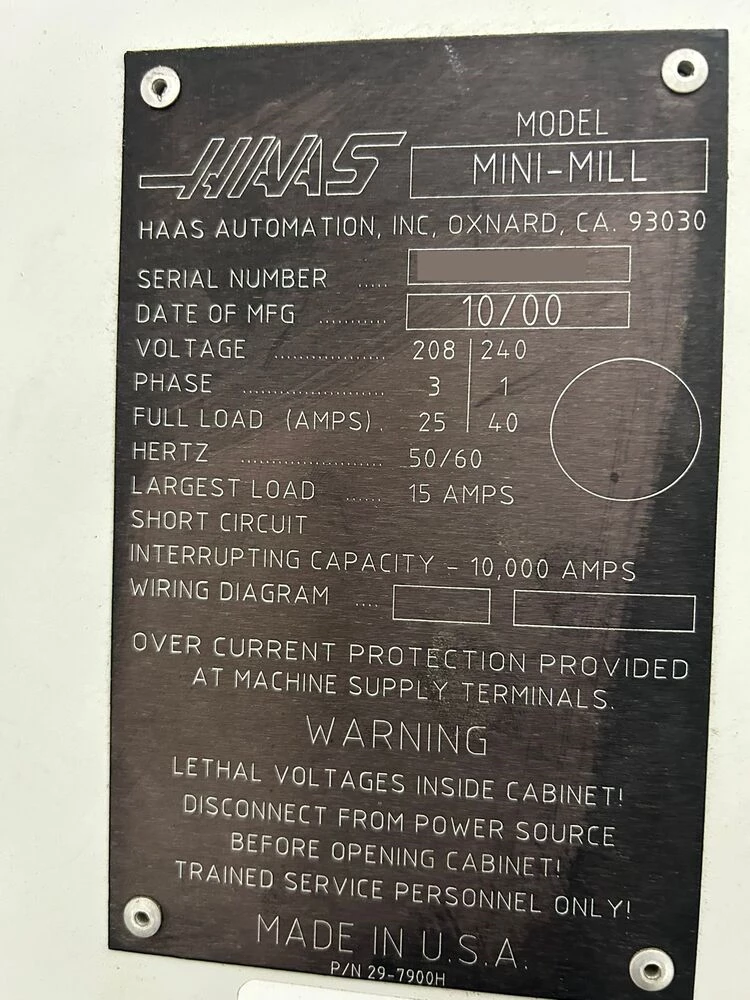 HAAS
MODEL
MINI-MILL
HAAS AUTOMATION, INC, OXNARD, CA. 93030
SERIAL NUMBER .....
DATE OF MFG .......... 10/00
VOLTAGE ................ 208 | 240
PHASE ..................... 3 | 1
FULL LOAD (AMPS) . 25 | 40
HERTZ ..................... 50/60
LARGEST LOAD ...... 15 AMPS
SHORT CIRCUIT
INTERRUPTING CAPACITY - 10,000 AMPS
WIRING DIAGRAM ....
OVER CURRENT PROTECTION PROVIDED
AT MACHINE SUPPLY TERMINALS.
WARNING
LETHAL VOLTAGES INSIDE CABINET!
DISCONNECT FROM POWER SOURCE
BEFORE OPENING CABINET!
TRAINED SERVICE PERSONNEL ONLY!
MADE IN U.S.A.
P/N 29-7900H